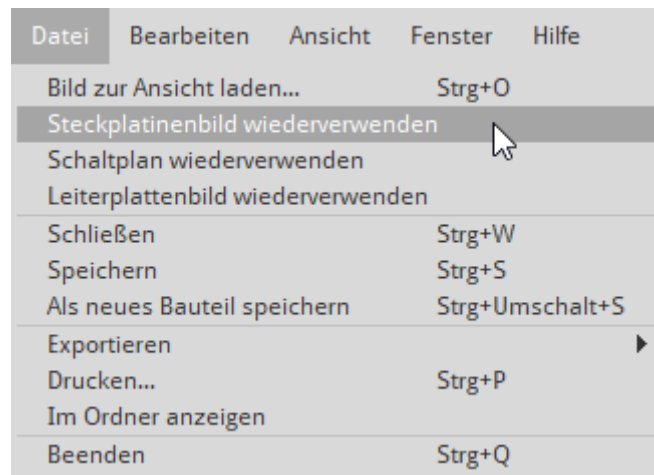 Datei Bearbeiten Ansicht Fenster Hilfe
Bild zur Ansicht laden... Strg+O
Steckplatinenbild wiederverwenden
Schaltplan wiederverwenden
Leiterplattenbild wiederverwenden
Schließen Strg+W
Speichern Strg+S
Als neues Bauteil speichern Strg+Umschalt+S
Exportieren
Drucken... Strg+P
Im Ordner anzeigen
Beenden Strg+Q